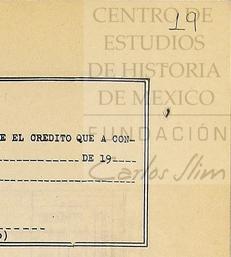 19
CENTRO DE
ESTUDIOS
DE HISTORIA
DE MEXICO
FUNDACIÓN
Carlos Slim
E EL CREDITO QUE A CON-
DE 19
)